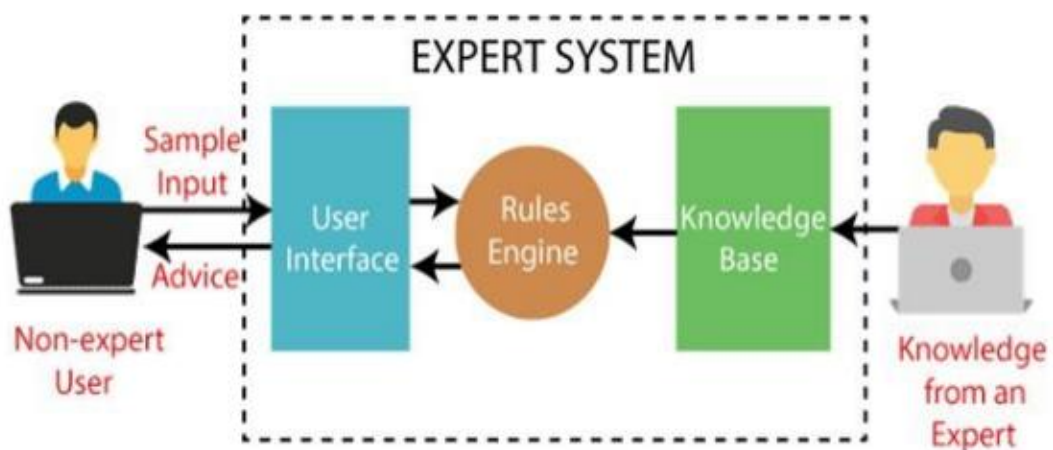 EXPERT SYSTEM
Sample
Input
Advice
Non-expert
User
User
Interface
Rules
Engine
Knowledge
Base
Knowledge
from an
Expert